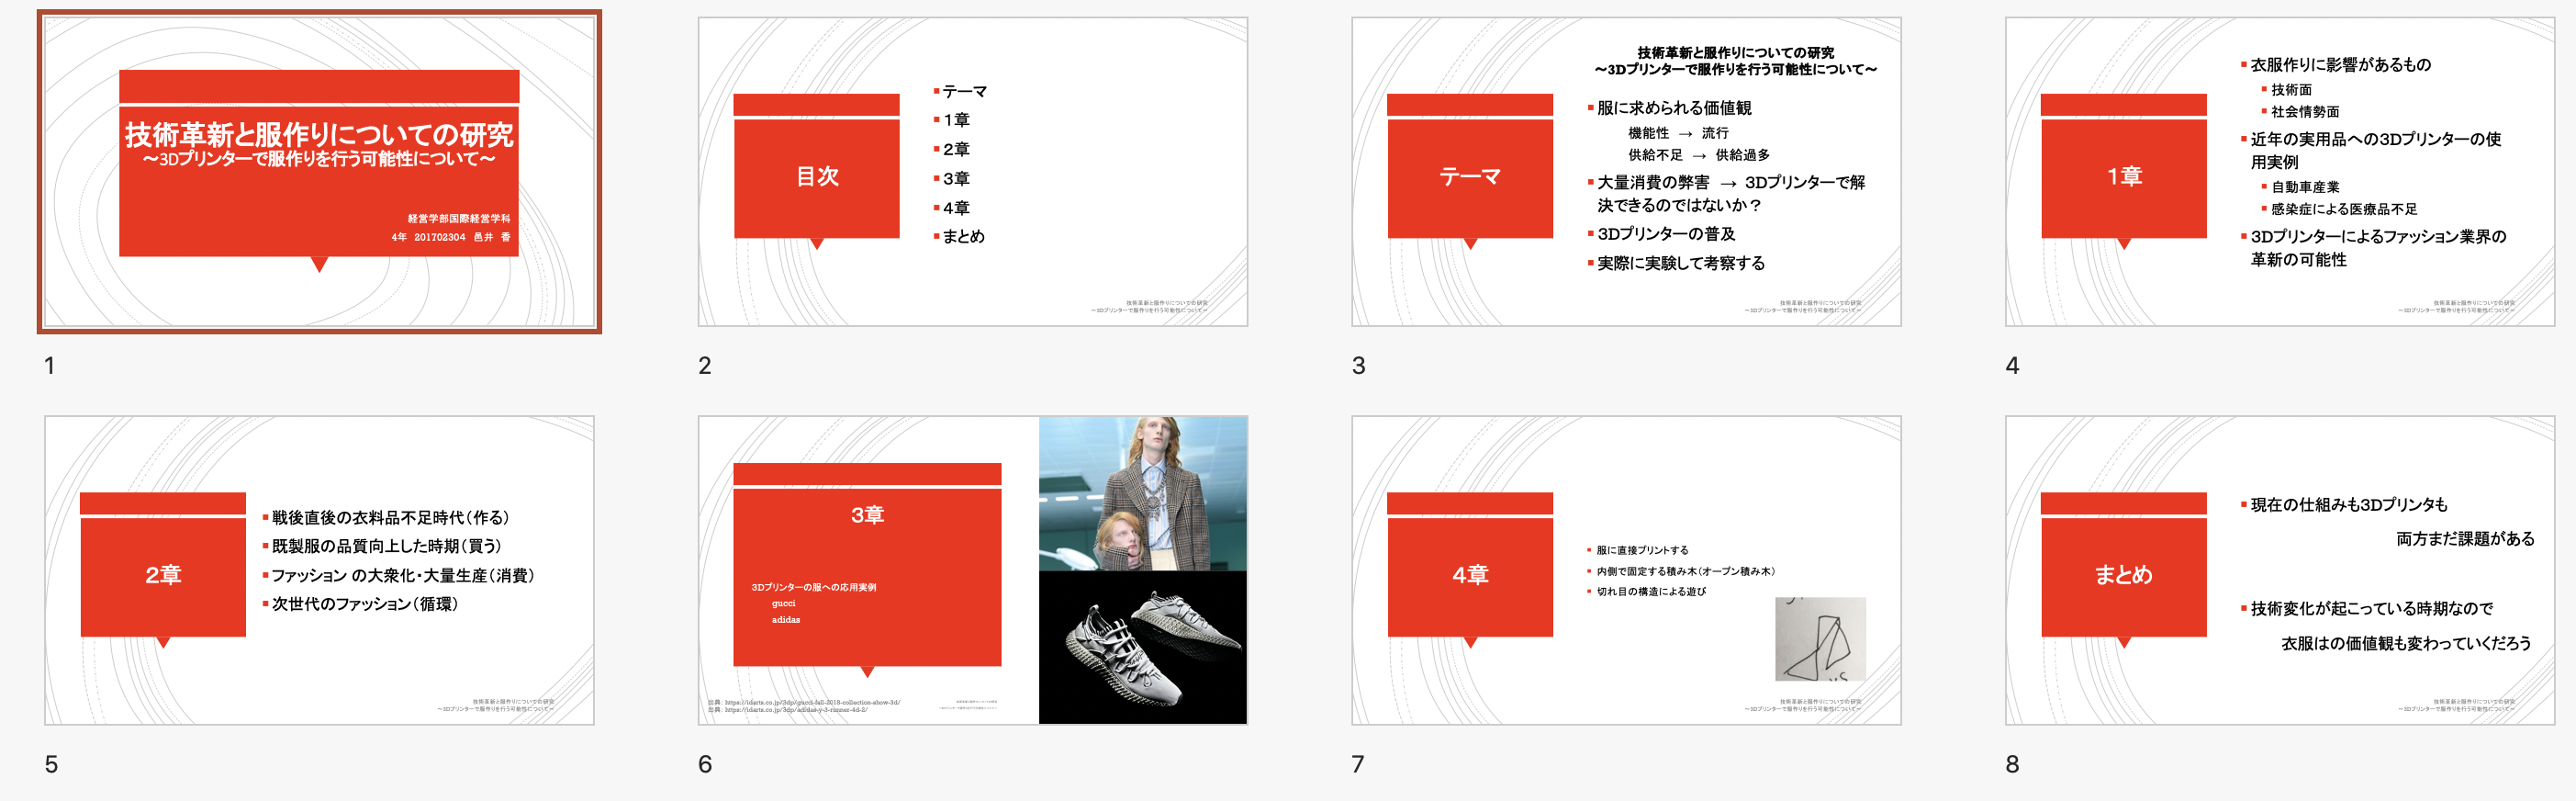 技術革新と服作りについての研究
～3Dプリンターで服作りを行う可能性について～
経営学部国際経営学科
4年 201702304 邑井 香
1
目次
テーマ
1章
2章
3章
4章
まとめ
技術革新と服作りについての研究
～3Dプリンターで服作りを行う可能性について～
2
テーマ
技術革新と服作りについての研究
～3Dプリンターで服作りを行う可能性について～
服に求められる価値観
機能性 → 流行
供給不足 → 供給過多
大量消費の弊害 → 3Dプリンターで解
決できるのではないか？
3Dプリンターの普及
実際に実験して考察する
技術革新と服作りについての研究
～3Dプリンターで服作りを行う可能性について～
3
1章
衣服作りに影響があるもの
技術面
社会情勢面
近年の実用品への3Dプリンターの使
用実例
自動車産業
感染症による医療品不足
3Dプリンターによるファッション業界の
革新の可能性
技術革新と服作りについての研究
～3Dプリンターで服作りを行う可能性について～
4
2章
戦後直後の衣料品不足時代（作る）
既製服の品質向上した時期（買う）
ファッション の大衆化・大量生産（消費）
次世代のファッション（循環）
技術革新と服作りについての研究
～3Dプリンターで服作りを行う可能性について～
5
3章
3Dプリンターの服への応用実例
gucci
adidas
出典：https://idarts.co.jp/3dp/gucci-fall-2018-collection-show-3d/
出典：https://idarts.co.jp/3dp/adidas-y-3-runner-4d-2/
技術革新と服作りについての研究
～3Dプリンターで服作りを行う可能性について～
6
4章
服に直接プリントする
内側で固定する積み木（オープン積み木）
切れ目の構造による遊び
技術革新と服作りについての研究
～3Dプリンターで服作りを行う可能性について～
7
まとめ
現在の仕組みも3Dプリンタも
両方まだ課題がある
技術変化が起こっている時期なので
衣服はの価値観も変わっていくだろう
技術革新と服作りについての研究
～3Dプリンターで服作りを行う可能性について～
8